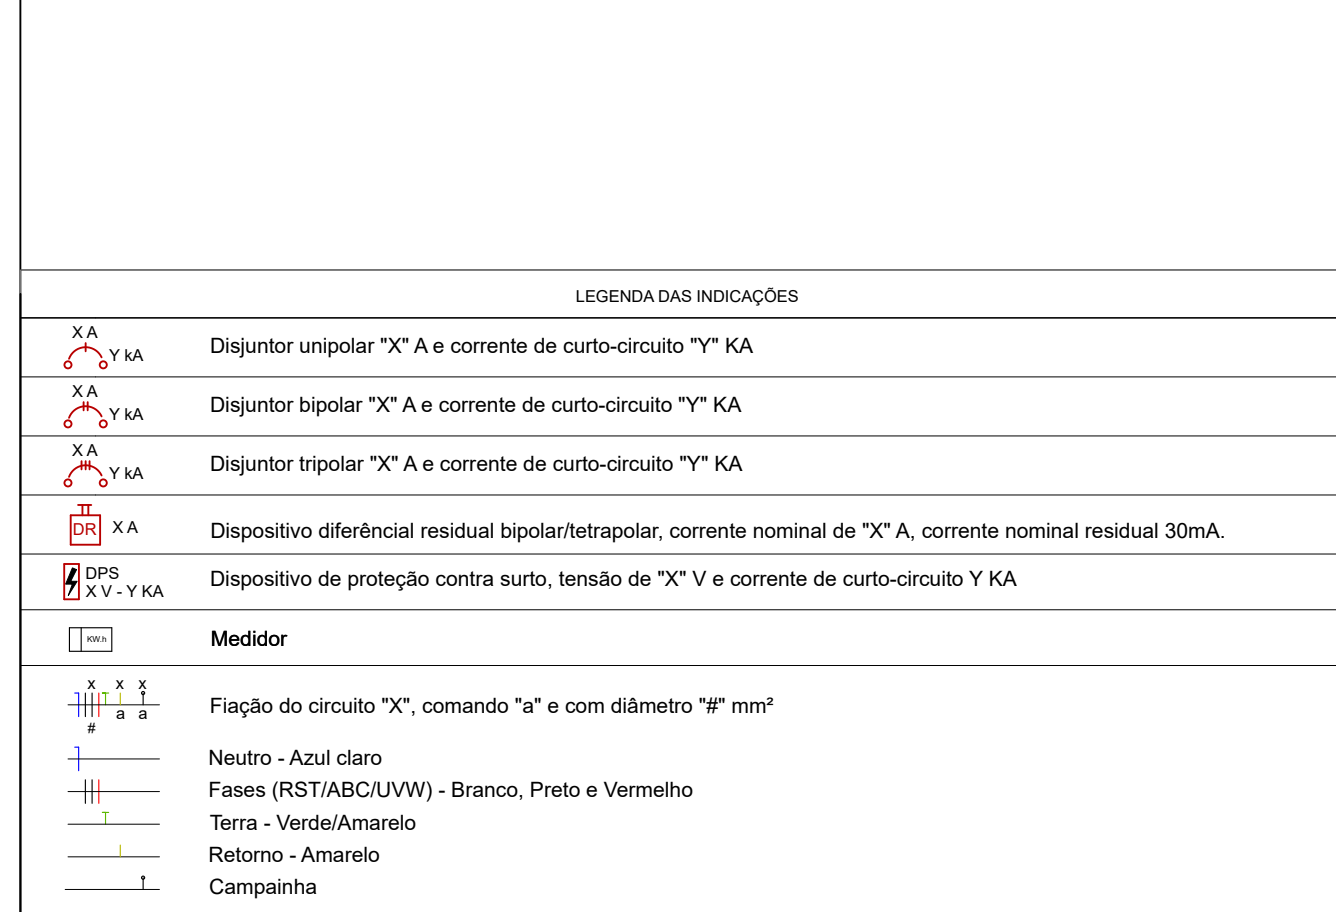 LEGENDA DAS INDICAÇÕES
X A
Y kA
Disjuntor unipolar "X" A e corrente de curto-circuito "Y" KA
X A
Y kA
Disjuntor bipolar "X" A e corrente de curto-circuito "Y" KA
X A
Y kA
Disjuntor tripolar "X" A e corrente de curto-circuito "Y" KA
DR X A
Dispositivo diferêncial residual bipolar/tetrapolar, corrente nominal de "X" A, corrente nominal residual 30mA.
DPS
X V - Y KA
Dispositivo de proteção contra surto, tensão de "X" V e corrente de curto-circuito Y KA
KW.h
Medidor
x x x
a a
#
Fiação do circuito "X", comando "a" e com diâmetro "#" mm²
Neutro - Azul claro
Fases (RST/ABC/UVW) - Branco, Preto e Vermelho
Terra - Verde/Amarelo
Retorno - Amarelo
Campainha